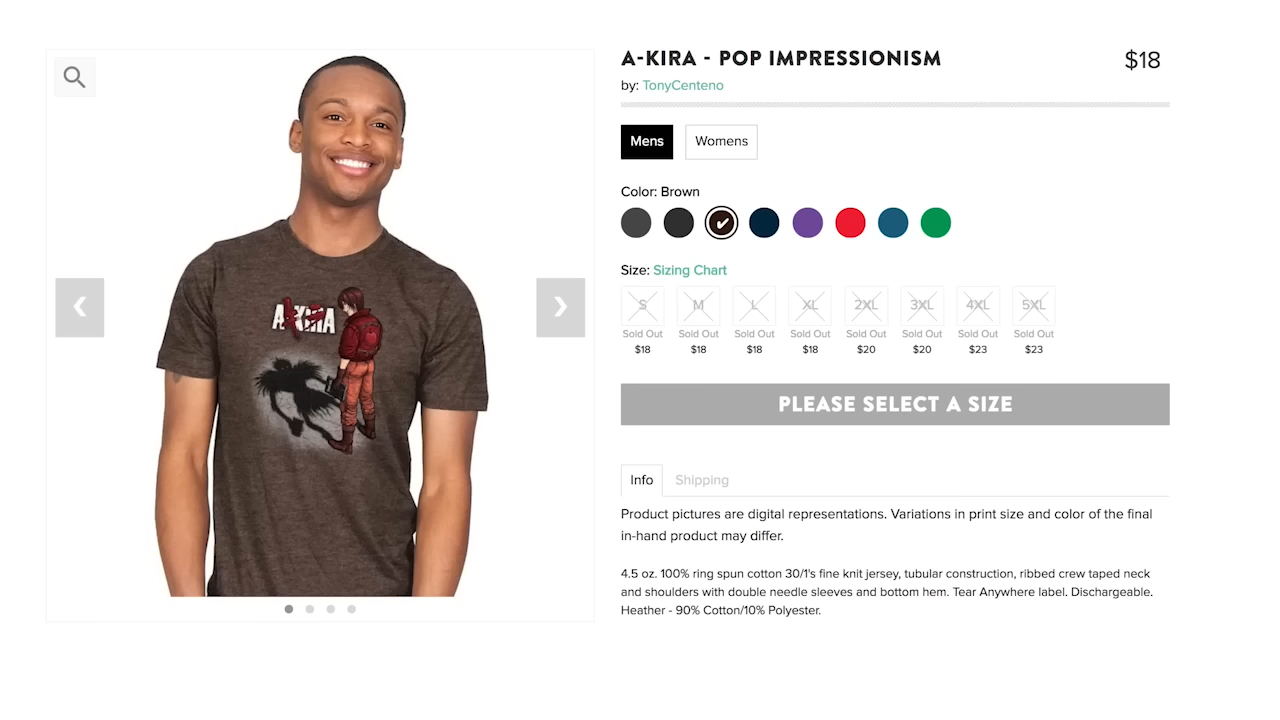 A-KIRA - POP IMPRESSIONISM
$18
by: TonyCenteno
Mens
Womens
Color: Brown
Size: Sizing Chart
S M L XL 2XL 3XL 4XL 5XL
Sold Out Sold Out Sold Out Sold Out Sold Out Sold Out Sold Out Sold Out
$18 $18 $18 $18 $20 $20 $23 $23
A-KIRA
PLEASE SELECT A SIZE
Info
Shipping
Product pictures are digital representations. Variations in print size and color of the final
in-hand product may differ.
4.5 oz. 100% ring spun cotton 30/1's fine knit jersey, tubular construction, ribbed crew taped neck
and shoulders with double needle sleeves and bottom hem. Tear Anywhere label. Dischargeable.
Heather - 90% Cotton/10% Polyester.